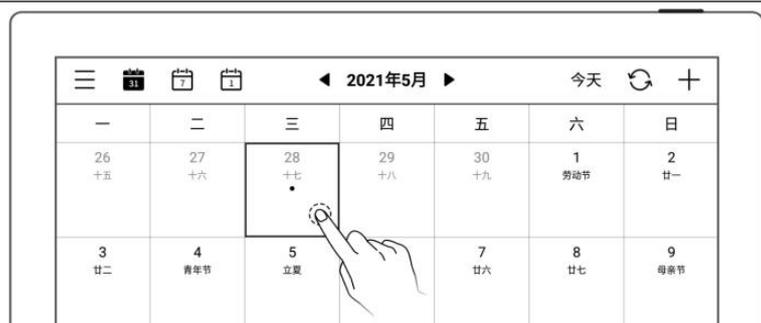 31 7 1 2021年5月 今天
一 二 三 四 五 六 日
26 27 28 29 30 1 2
十五 十六 十七 十八 十九 劳动节 廿一
3 4 5 7 8 9
廿二 青年节 立夏 廿六 廿七 母亲节